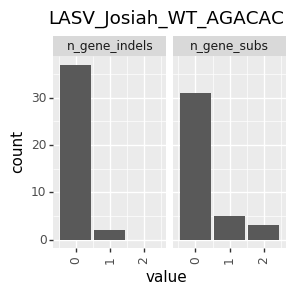 LASV_Josiah_WT_AGACAC
n_gene_indels n_gene_subs
30
20
10
0
count
0 1 2 0 1 2
value